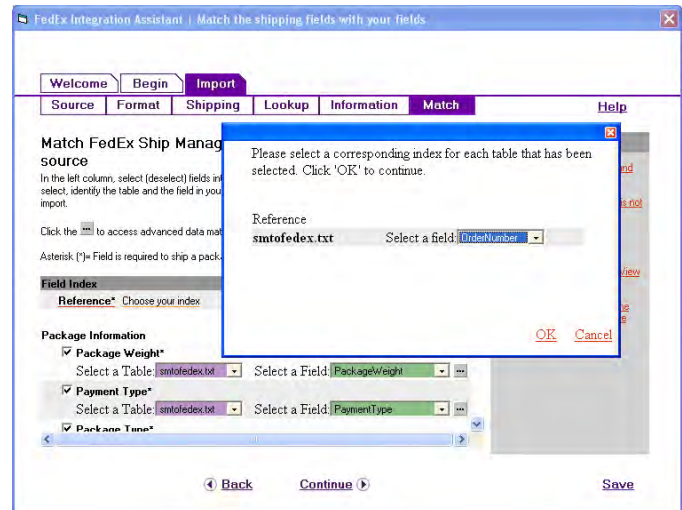 FedEx Integration Assistant | Match the shipping fields with your fields
Welcome Begin Import
Source Format Shipping Lookup Information Match Help
Match FedEx Ship Manag
source
In the left column, select (deselect) fields int
select, identify the table and the field in you
import.
Click the ... to access advanced data mat
Asterisk (*)= Field is required to ship a pack
Field Index
Reference* Choose your index
Package Information
Package Weight*
Select a Table: smtofedex.txt Select a Field: PackageWeight ...
Payment Type*
Select a Table: smtofedex.txt Select a Field: PaymentType ...
Package Type*
Please select a corresponding index for each table that has been
selected. Click 'OK' to continue.
Reference
smtofedex.txt Select a field: OrderNumber
OK Cancel
nd
is not
View
Back Continue Save